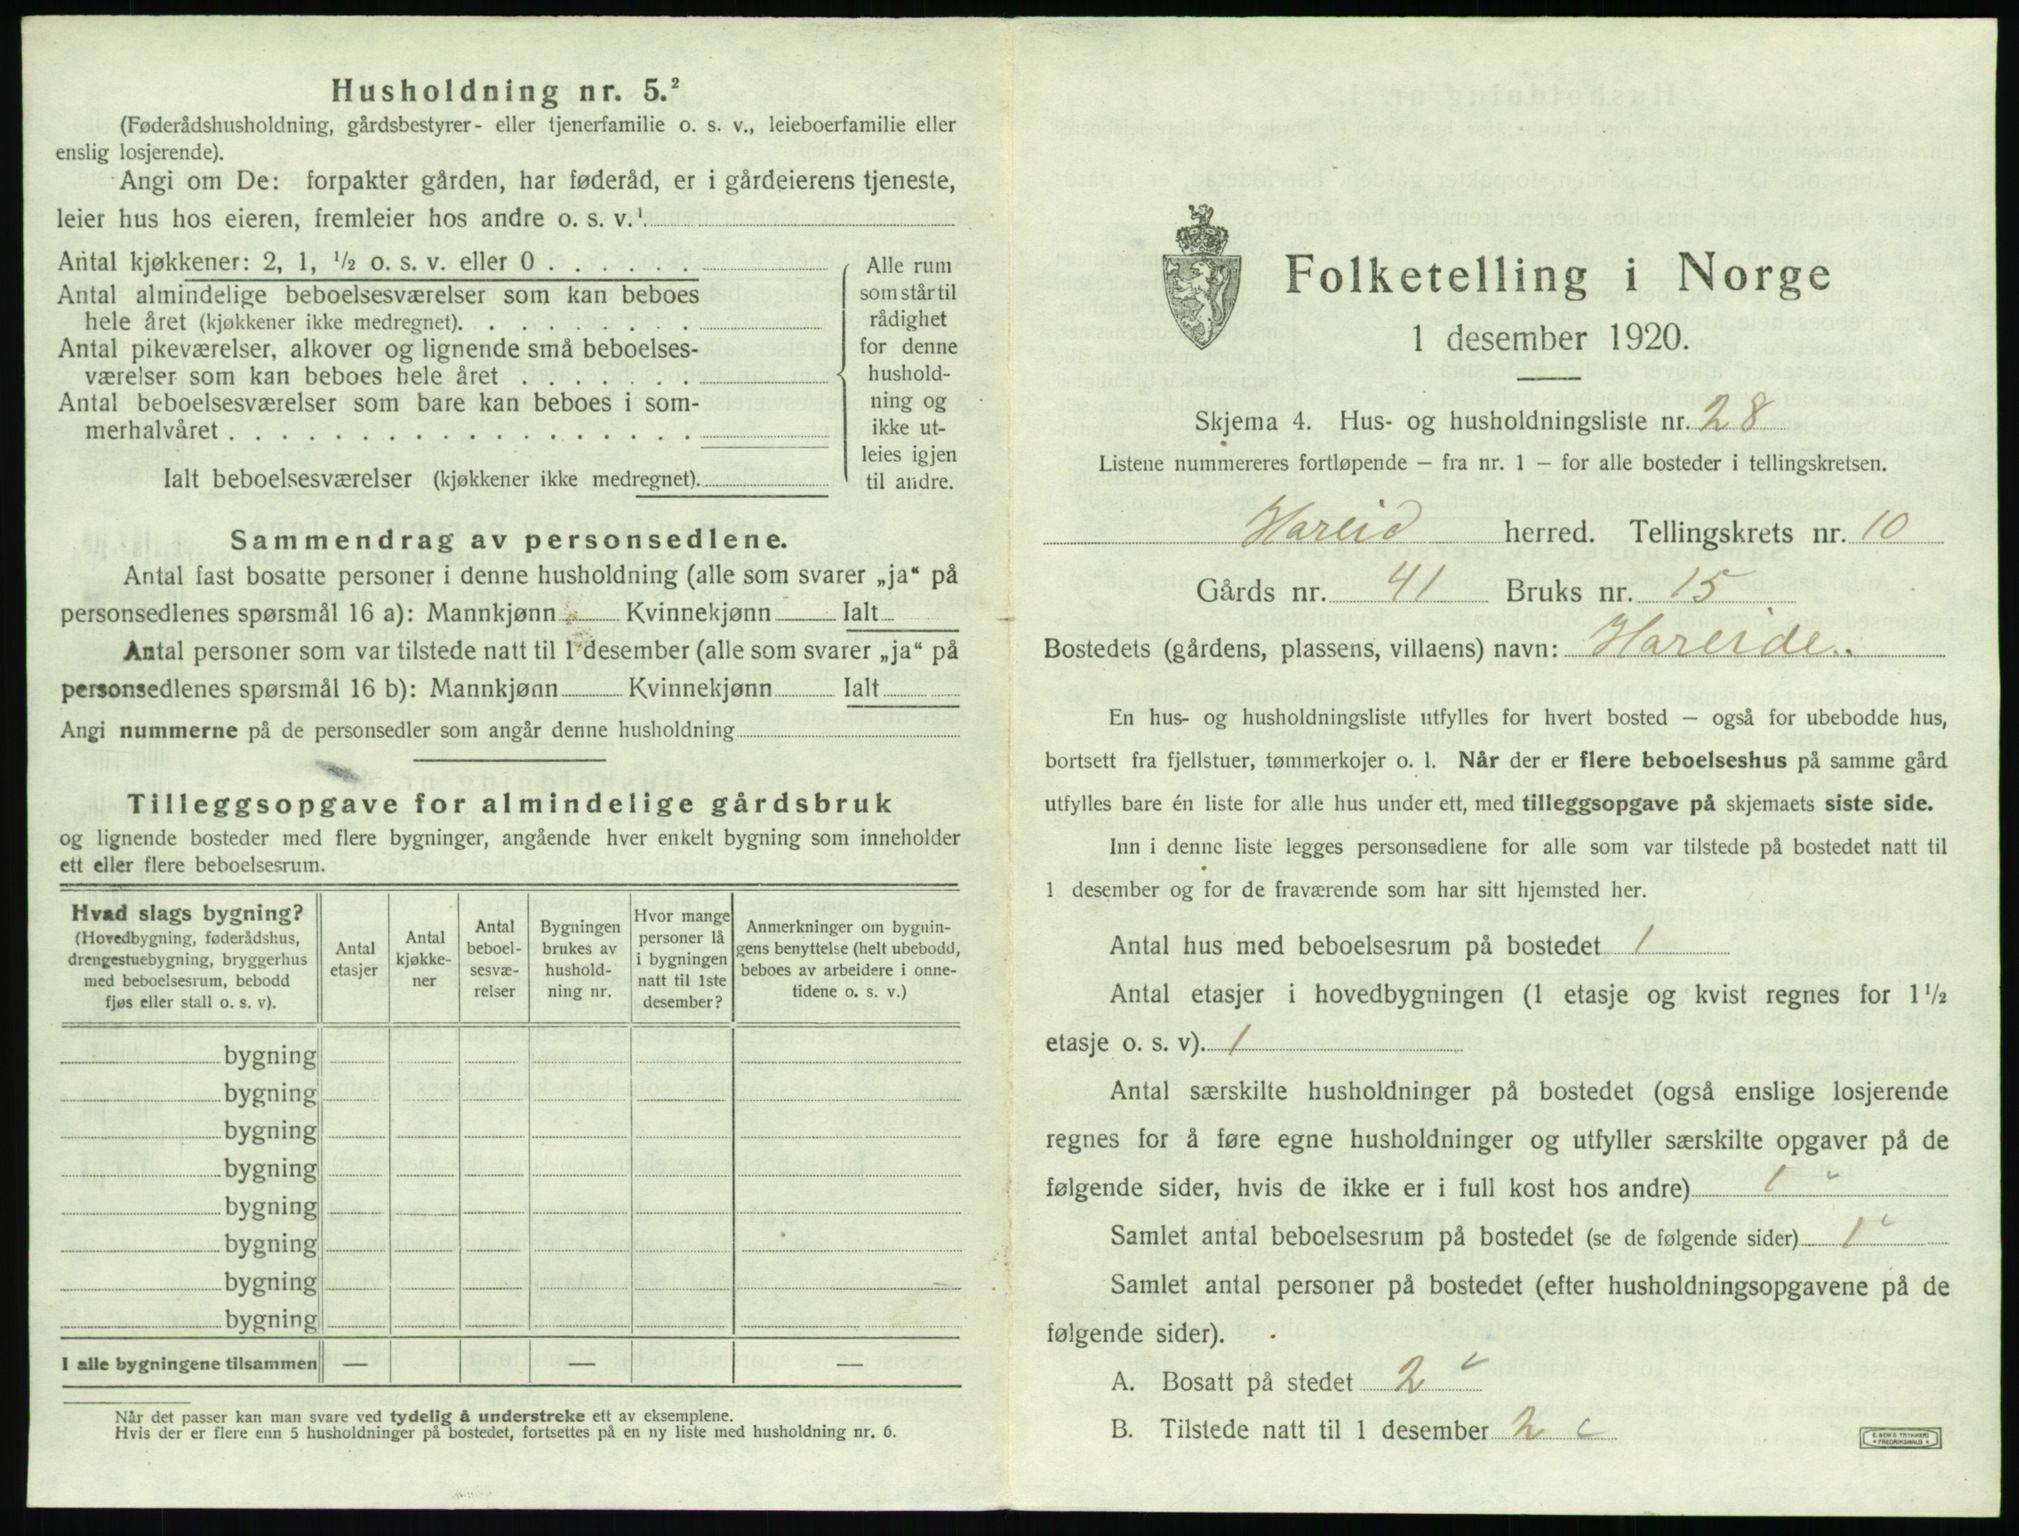 Husholdning nr. 5.²
(Føderådshusholdning, gårdsbestyrer- eller tjenerfamilie o. s. v., leieboerfamilie eller
enslig losjerende).
Angi om De: forpakter gården, har føderåd, er i gårdeierens tjeneste,
leier hus hos eieren, fremleier hos andre o. s. v.¹
Antal kjøkkener: 2, 1, ½ o. s. v. eller 0 . . . . . .
Antal almindelige beboelsesværelser som kan beboes
hele året (kjøkkener ikke medregnet). . . . . . . . .
Antal pikeværelser, alkover og lignende små beboelses-
værelser som kan beboes hele året . . . . . . .
Antal beboelsesværelser som bare kan beboes i som-
merhalvåret . . . . . . . . . . . . . . . . . .
Ialt beboelsesværelser (kjøkkener ikke medregnet).
Alle rum
som står til
rådighet
for denne
hushold-
ning og
ikke ut-
leies igjen
til andre.
Sammendrag av personsedlene.
Antal fast bosatte personer i denne husholdning (alle som svarer „ja“ på
personsedlenes spørsmål 16 a): Mannkjønn Kvinnekjønn Ialt
Antal personer som var tilstede natt til 1 desember (alle som svarer „ja“ på
personsedlenes spørsmål 16 b): Mannkjønn Kvinnekjønn Ialt
Angi nummerne på de personsedler som angår denne husholdning
Tilleggsopgave for almindelige gårdsbruk
og lignende bosteder med flere bygninger, angående hver enkelt bygning som inneholder
ett eller flere beboelsesrum.
Hvad slags bygning?
(Hovedbygning, føderådshus,
drengestuebygning, bryggerhus
med beboelsesrum, bebodd
fjøs eller stall o. s. v).
Antal
etasjer
Antal
kjøkke-
ner
Antal
beboel-
sesvæ-
relser
Bygningen
brukes av
hushold-
ning nr.
Hvor mange
personer lå
i bygningen
natt til 1ste
desember?
Anmerkninger om bygnin-
gens benyttelse (helt ubebodd,
beboes av arbeidere i onne-
tidene o. s. v.)
bygning
bygning
bygning
bygning
bygning
bygning
bygning
bygning
I alle bygningene tilsammen — — —
Når det passer kan man svare ved tydelig å understreke ett av eksemplene.
Hvis der er flere enn 5 husholdninger på bostedet, fortsettes på en ny liste med husholdning nr. 6.
Folketelling i Norge
1 desember 1920.
Skjema 4. Hus- og husholdningsliste nr. 28
Listene nummereres fortløpende – fra nr. 1 – for alle bosteder i tellingskretsen.
Hareid herred. Tellingskrets nr. 10
Gårds nr. 41 Bruks nr. 15
Bostedets (gårdens, plassens, villaens) navn: Hareide.
En hus- og husholdningsliste utfylles for hvert bosted – også for ubebodde hus,
bortsett fra fjellstuer, tømmerkojer o. l. Når der er flere beboelseshus på samme gård
utfylles bare én liste for alle hus under ett, med tilleggsopgave på skjemaets siste side.
Inn i denne liste legges personsedlene for alle som var tilstede på bostedet natt til
1 desember og for de fraværende som har sitt hjemsted her.
Antal hus med beboelsesrum på bostedet 1
Antal etasjer i hovedbygningen (1 etasje og kvist regnes for 1½
etasje o. s. v). 1
Antal særskilte husholdninger på bostedet (også enslige losjerende
regnes for å føre egne husholdninger og utfyller særskilte opgaver på de
følgende sider, hvis de ikke er i full kost hos andre) 1
Samlet antal beboelsesrum på bostedet (se de følgende sider) 1
Samlet antal personer på bostedet (efter husholdningsopgavene på de
følgende sider).
A. Bosatt på stedet 2
B. Tilstede natt til 1 desember 2